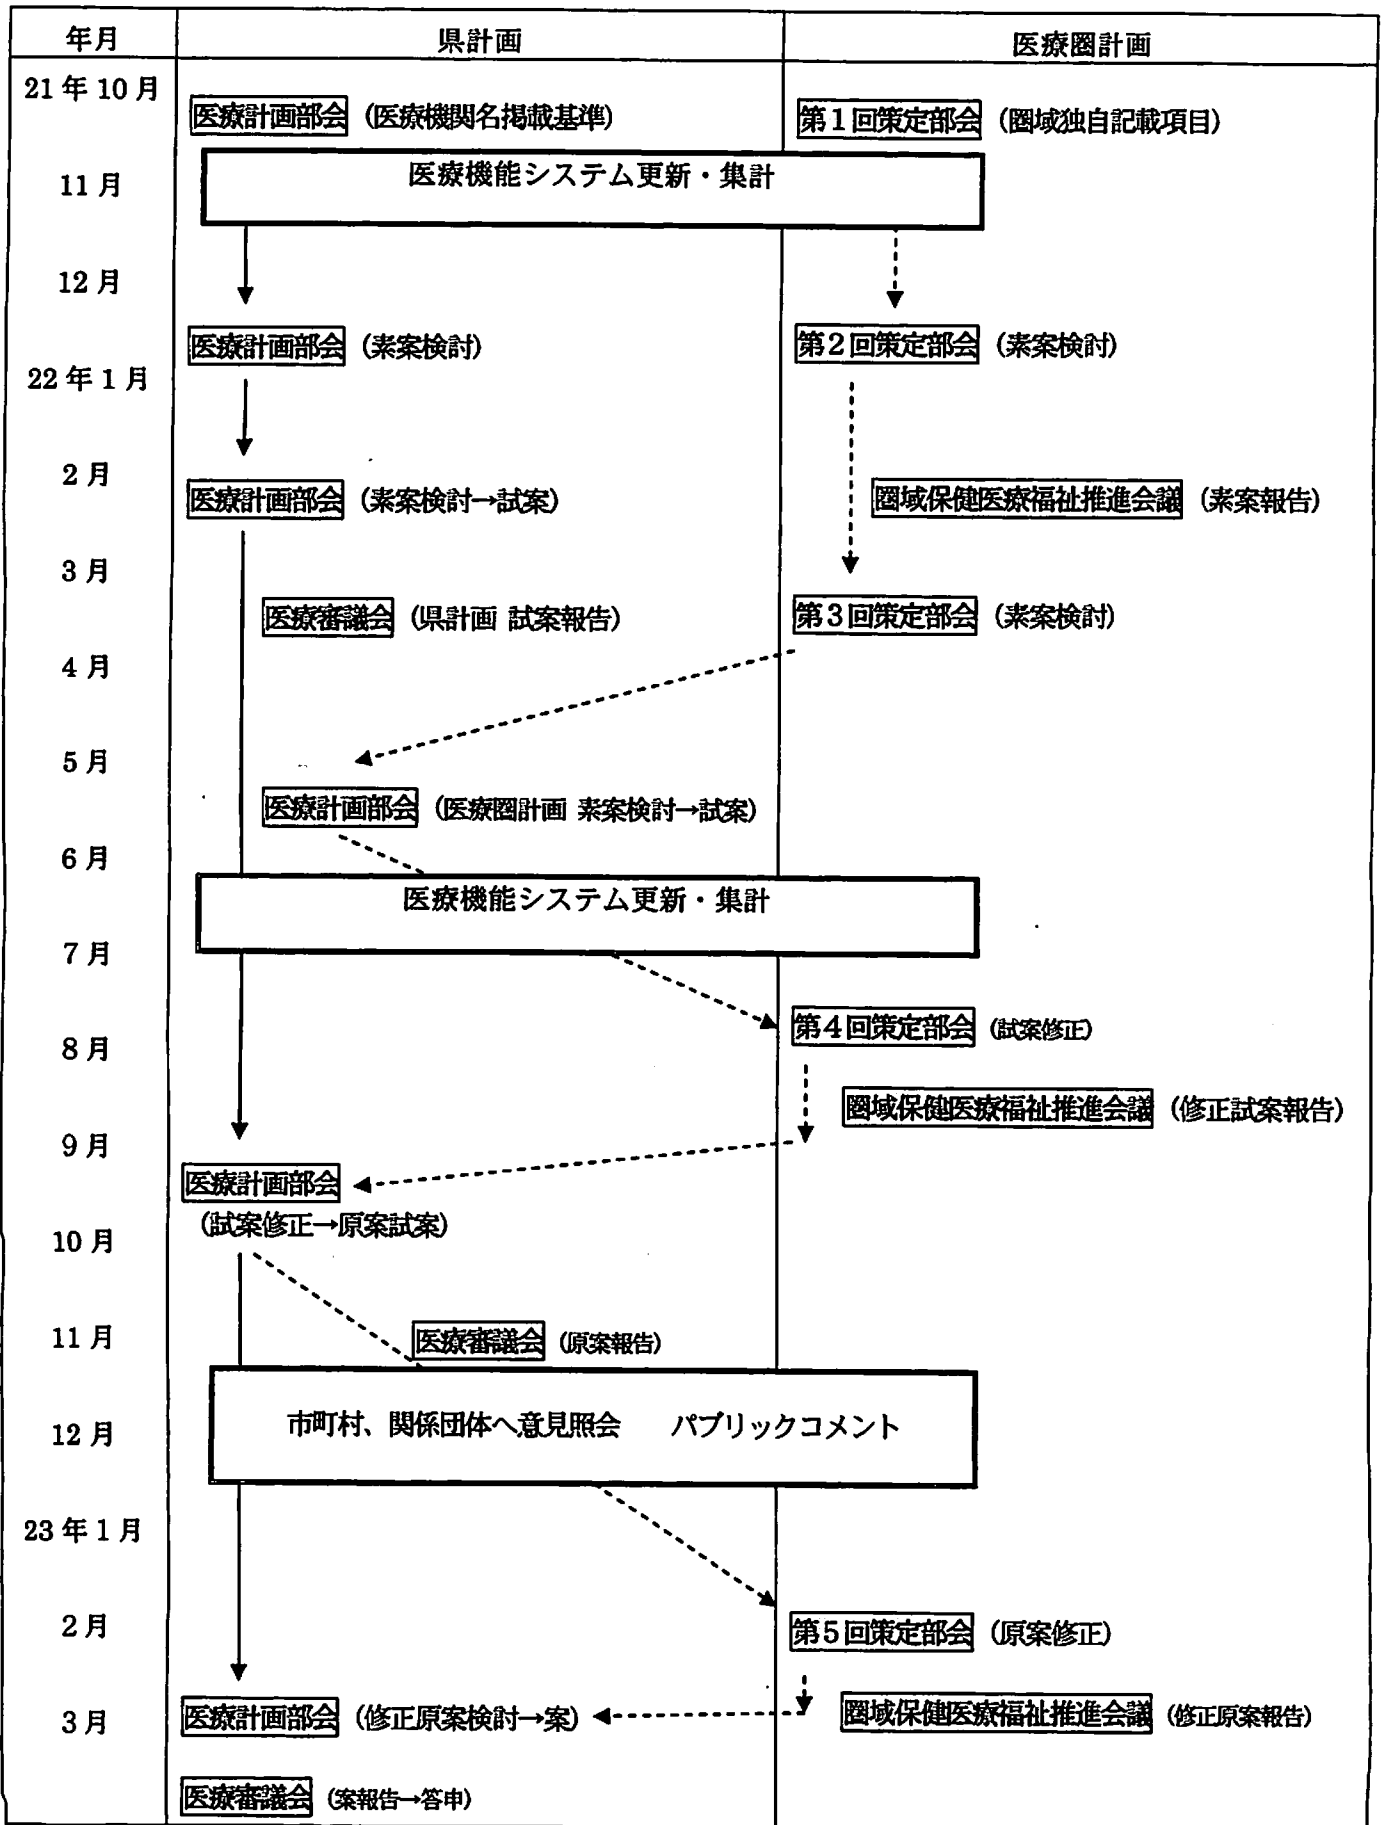 年月 県計画 医療圏計画
21年10月
医療計画部会 (医療機関名掲載基準) 第1回策定部会 (圏域独自記載項目)
医療機能システム更新・集計
11月
12月
医療計画部会 (素案検討) 第2回策定部会 (素案検討)
22年1月
2月
医療計画部会 (素案検討→試案) 圏域保健医療福祉推進会議 (素案報告)
3月
医療審議会 (県計画 試案報告) 第3回策定部会 (素案検討)
4月
5月
医療計画部会 (医療圏計画 素案検討→試案)
6月
医療機能システム更新・集計
7月
第4回策定部会 (試案修正)
8月
圏域保健医療福祉推進会議 (修正試案報告)
9月
医療計画部会
(試案修正→原案試案)
10月
11月
医療審議会 (原案報告)
市町村、関係団体へ意見照会 パブリックコメント
12月
23年1月
2月
第5回策定部会 (原案修正)
3月
医療計画部会 (修正原案検討→案) 圏域保健医療福祉推進会議 (修正原案報告)
医療審議会 (案報告→答申)